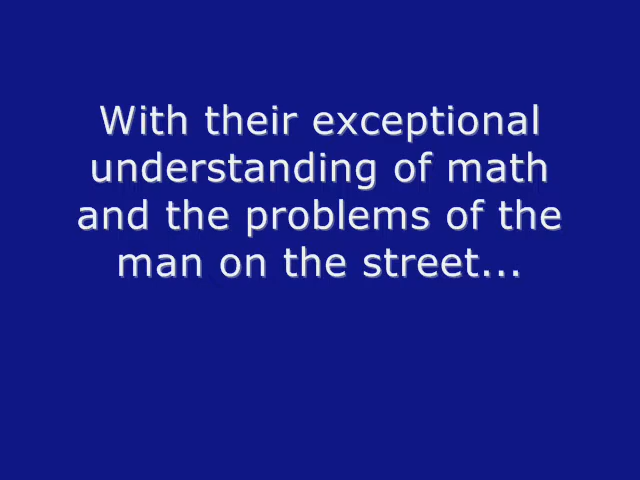 With their exceptional
understanding of math
and the problems of the
man on the street...